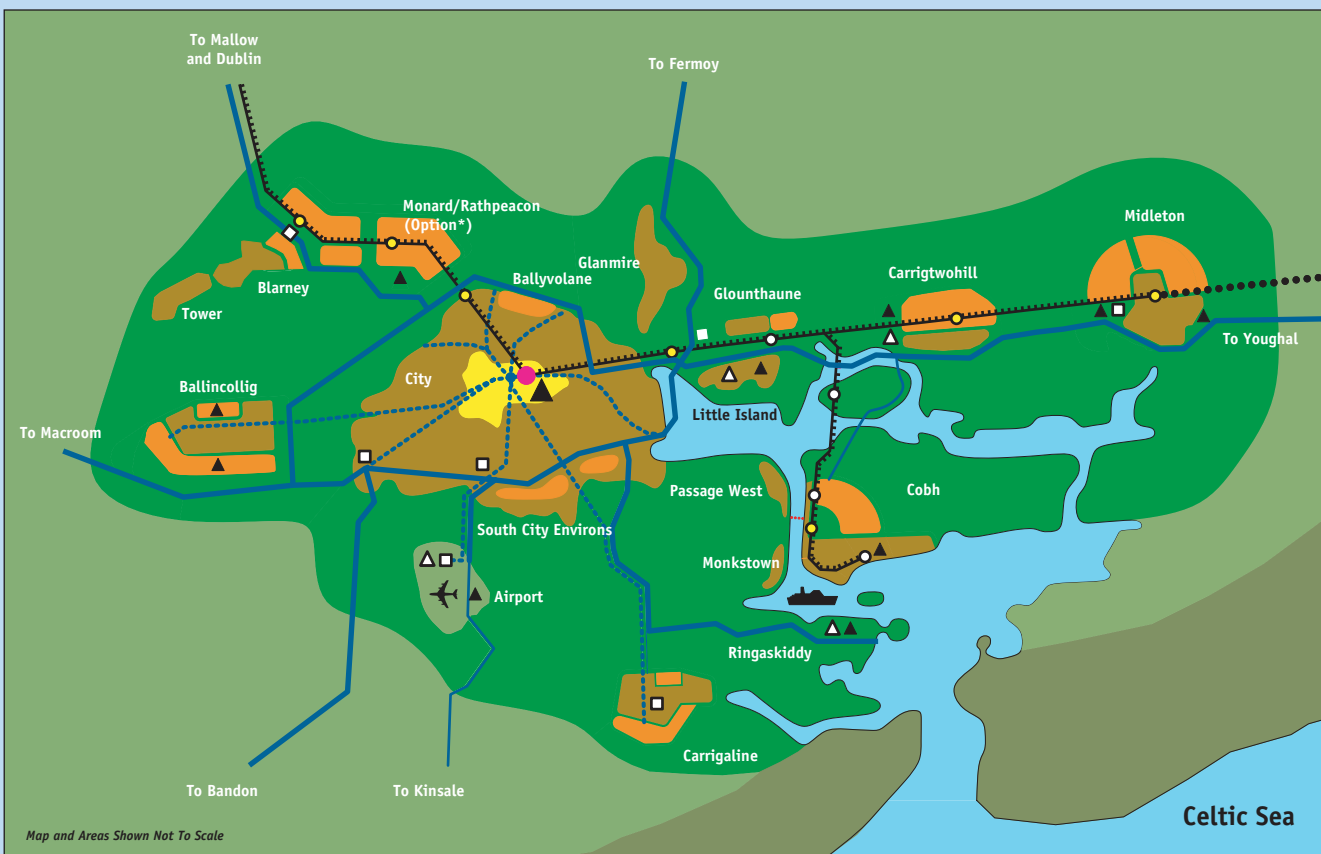 To Mallow
and Dublin
To Fermoy
Monard/Rathpeacon
(Option*)
Midleton
Glanmire
Carrigtwohill
Ballyvolane
Blarney
Glounthaune
Tower
To Youghal
City
Ballincollig
Little Island
To Macroom
Passage West
Cobh
South City Environs
Monkstown
Airport
Ringaskiddy
Carrigaline
To Bandon
To Kinsale
Celtic Sea
Map and Areas Shown Not To Scale